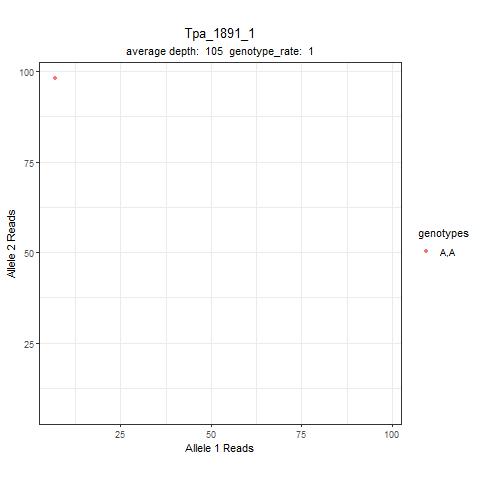 Tpa_1891_1
average depth:  105  genotype_rate:  1
100
75
50
25
Allele 2 Reads
25
50
75
100
Allele 1 Reads
genotypes
A,A